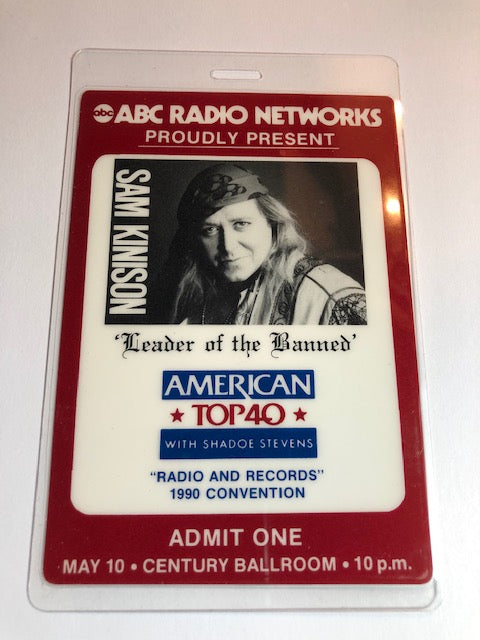 abc ABC RADIO NETWORKS
PROUDLY PRESENT
SAM KINISON
'Leader of the Banned'
AMERICAN
TOP40
WITH SHADOE STEVENS
"RADIO AND RECORDS"
1990 CONVENTION
ADMIT ONE
MAY 10 • CENTURY BALLROOM • 10 p.m.